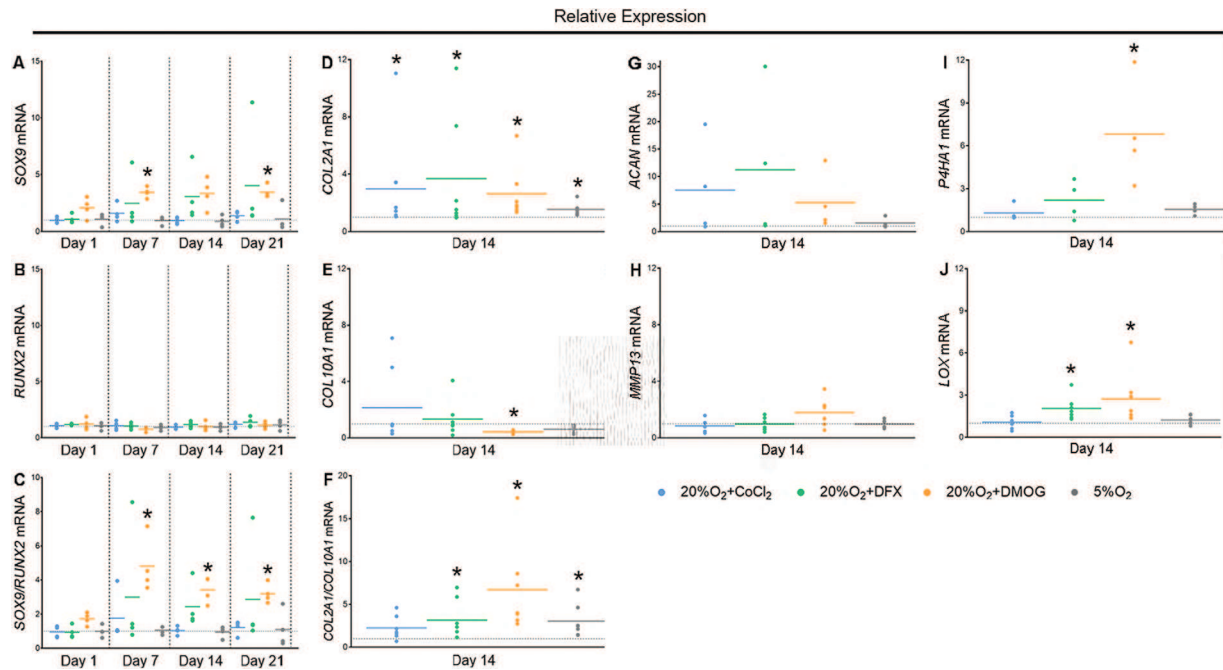 Relative Expression
A
SOX9 mRNA
15
10
5
0
Day 1 Day 7 Day 14 Day 21
D
COL2A1 mRNA
12
8
4
0
* * * *
Day 14
G
ACAN mRNA
30
25
20
15
10
5
0
Day 14
I
P4HA1 mRNA
12
9
6
3
0
*
Day 14
* *
B
RUNX2 mRNA
15
10
5
0
Day 1 Day 7 Day 14 Day 21
E
COL10A1 mRNA
12
8
4
0
*
Day 14
H
MMP13 mRNA
12
9
6
3
0
Day 14
J
LOX mRNA
12
9
6
3
0
* *
Day 14
C
SOX9/RUNX2 mRNA
10
8
6
4
2
0
* * *
Day 1 Day 7 Day 14 Day 21
F
COL2A1/COL10A1 mRNA
20
15
10
5
0
* * *
Day 14
20%O₂+CoCl₂ 20%O₂+DFX 20%O₂+DMOG 5%O₂